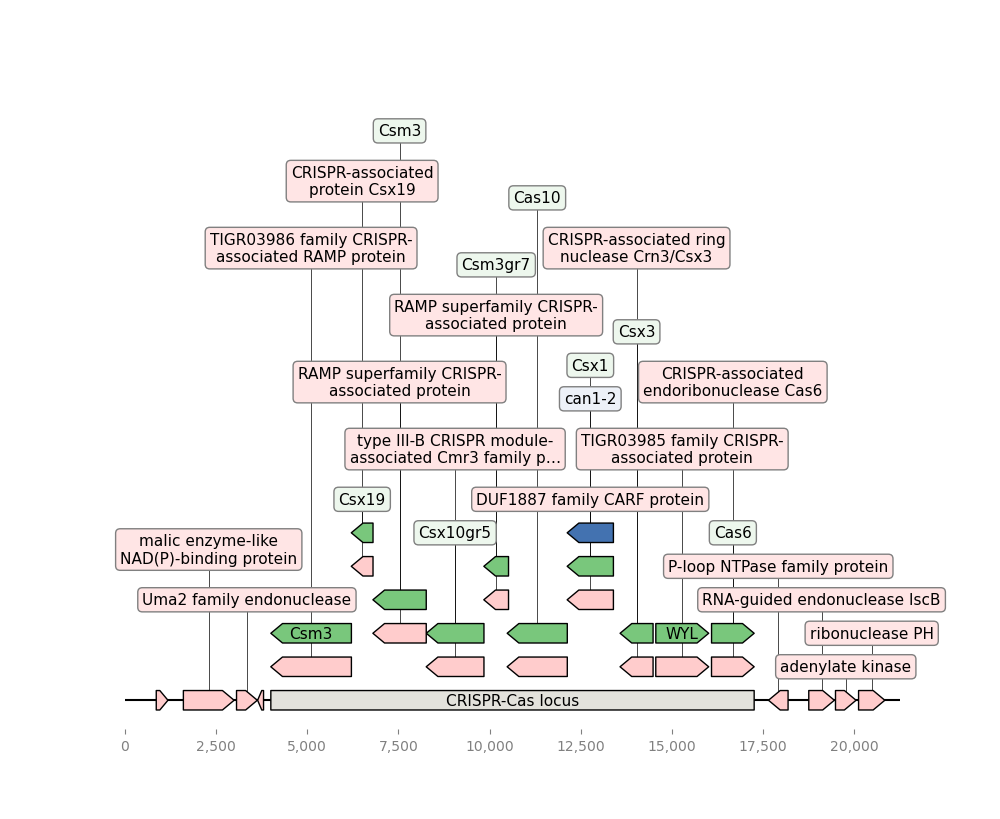 Csm3
CRISPR-associated
protein Csx19
Cas10
TIGR03986 family CRISPR-
associated RAMP protein
CRISPR-associated ring
nuclease Crn3/Csx3
Csm3gr7
RAMP superfamily CRISPR-
associated protein
Csx3
Csx1
RAMP superfamily CRISPR-
associated protein
CRISPR-associated
endoribonuclease Cas6
can1-2
type III-B CRISPR module-
associated Cmr3 family p…
TIGR03985 family CRISPR-
associated protein
Csx19
DUF1887 family CARF protein
Csx10gr5
Cas6
malic enzyme-like
NAD(P)-binding protein
P-loop NTPase family protein
Uma2 family endonuclease
RNA-guided endonuclease IscB
Csm3
WYL
ribonuclease PH
adenylate kinase
CRISPR-Cas locus
0
2,500
5,000
7,500
10,000
12,500
15,000
17,500
20,000